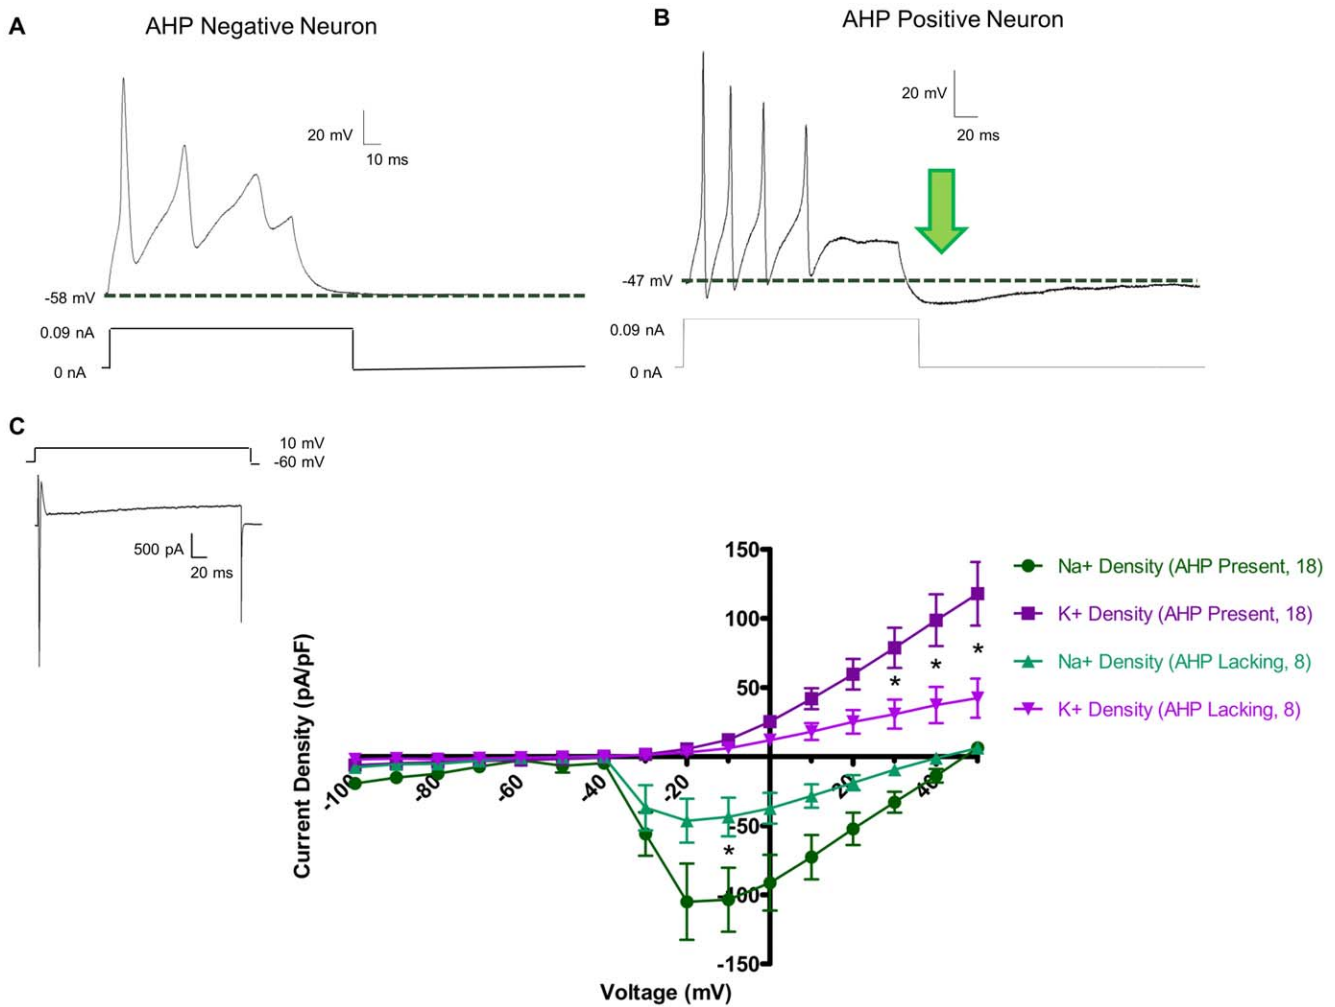 A
AHP Negative Neuron
20 mV
10 ms
-58 mV
0.09 nA
0 nA
B
AHP Positive Neuron
20 mV
20 ms
-47 mV
0.09 nA
0 nA
C
10 mV
-60 mV
500 pA
20 ms
150
100
50
-50
-100
-150
-100
-80
-60
-40
-20
20
40
Current Density (pA/pF)
Voltage (mV)
*
*
*
*
Na+ Density (AHP Present, 18)
K+ Density (AHP Present, 18)
Na+ Density (AHP Lacking, 8)
K+ Density (AHP Lacking, 8)